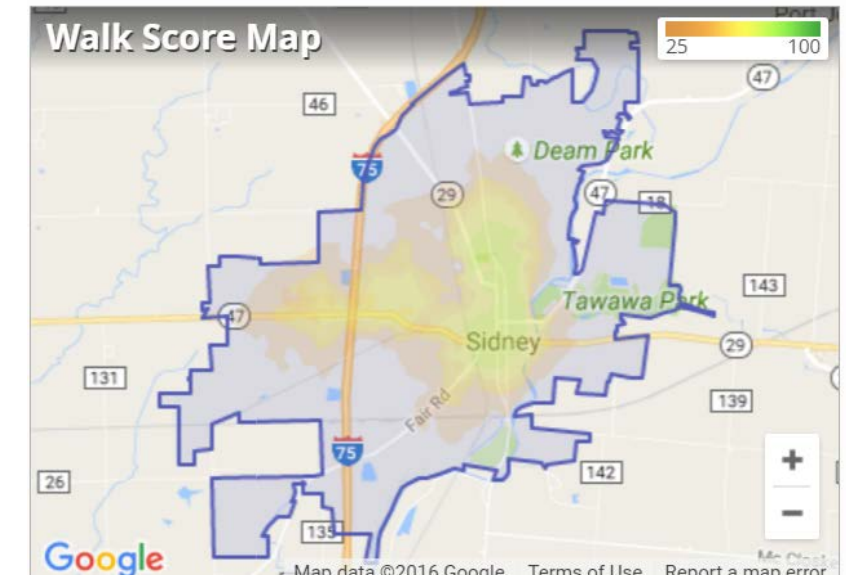 Port J
Walk Score Map
25 100
47
46
Deam Park
75
29
47
18
143
Tawawa Park
47
Sidney
29
131
139
Fair Rd
75
142
26
135
+
−
Google
Map data ©2016 Google Terms of Use Report a map error